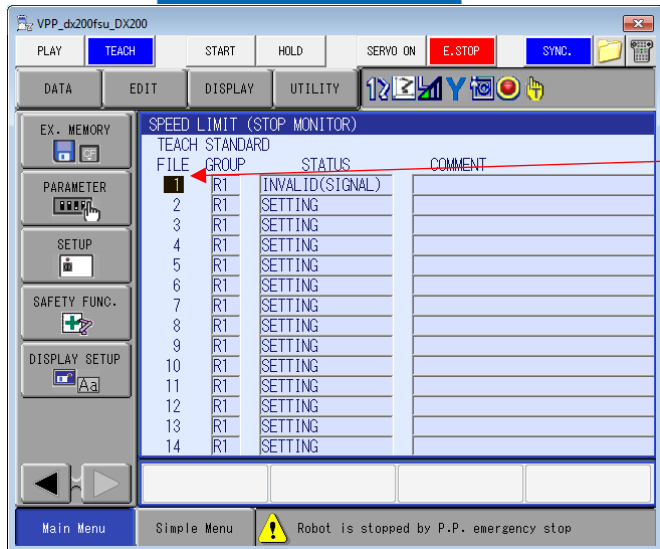 VPP_dx200fsu_DX200
PLAY TEACH START HOLD SERVO ON E.STOP SYNC.
DATA EDIT DISPLAY UTILITY
EX. MEMORY
CF
PARAMETER
SETUP
SAFETY FUNC.
DISPLAY SETUP
Aa
SPEED LIMIT (STOP MONITOR)
TEACH STANDARD
FILE GROUP STATUS COMMENT
1 R1 INVALID(SIGNAL)
2 R1 SETTING
3 R1 SETTING
4 R1 SETTING
5 R1 SETTING
6 R1 SETTING
7 R1 SETTING
8 R1 SETTING
9 R1 SETTING
10 R1 SETTING
11 R1 SETTING
12 R1 SETTING
13 R1 SETTING
14 R1 SETTING
Main Menu Simple Menu Robot is stopped by P.P. emergency stop